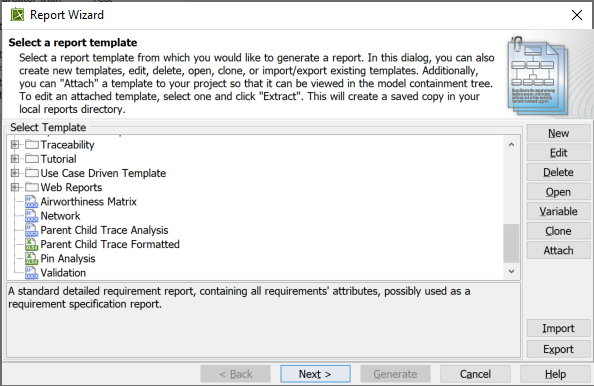 Report Wizard
Select a report template
Select a report template from which you would like to generate a report. In this dialog, you can also
create new templates, edit, delete, open, clone, or import/export existing templates. Additionally,
you can "Attach" a template to your project so that it can be viewed in the model containment tree.
To edit an attached template, select one and click "Extract". This will create a saved copy in your
local reports directory.
Select Template
Traceability
Tutorial
Use Case Driven Template
Web Reports
Airworthiness Matrix
Network
Parent Child Trace Analysis
Parent Child Trace Formatted
Pin Analysis
Validation
New
Edit
Delete
Open
Variable
Clone
Attach
A standard detailed requirement report, containing all requirements' attributes, possibly used as a
requirement specification report.
Import
Export
< Back
Next >
Generate
Cancel
Help